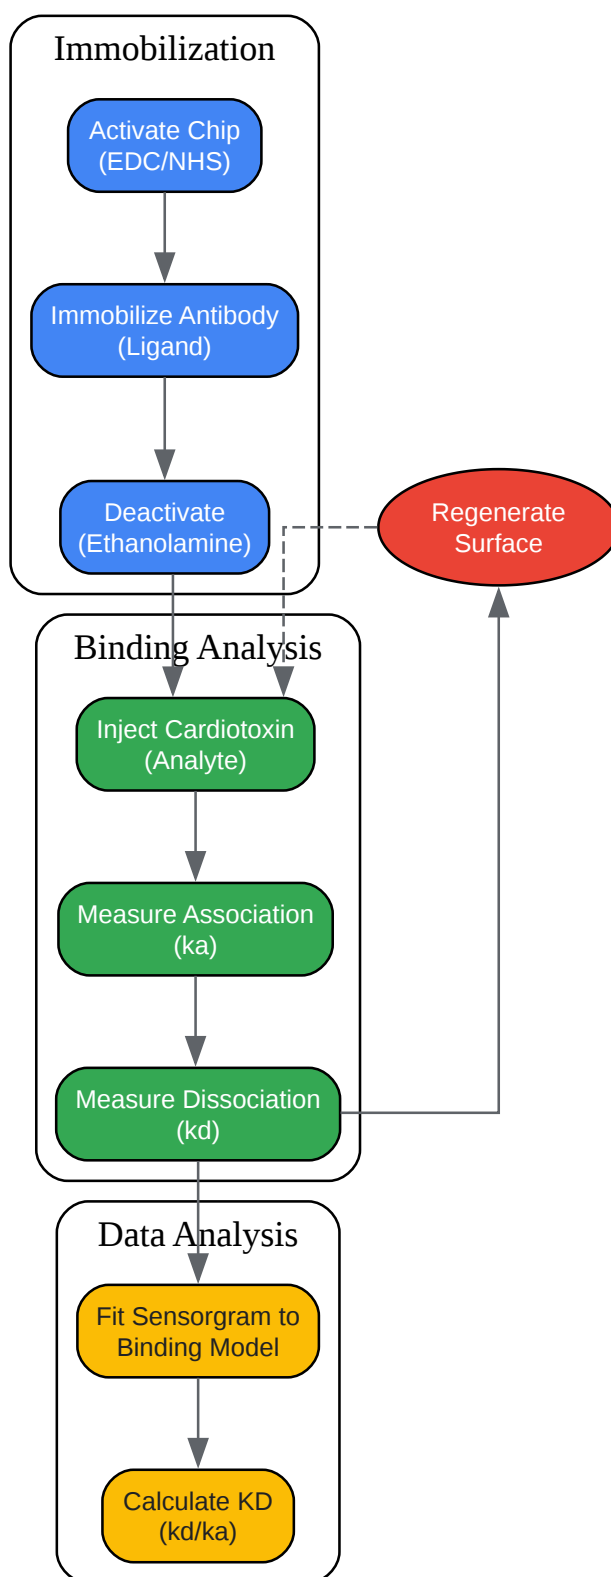 Immobilization
Activate Chip
(EDC/NHS)
Immobilize Antibody
(Ligand)
Deactivate
(Ethanolamine)
Regenerate
Surface
Binding Analysis
Inject Cardiotoxin
(Analyte)
Measure Association
(ka)
Measure Dissociation
(kd)
Data Analysis
Fit Sensorgram to
Binding Model
Calculate KD
(kd/ka)